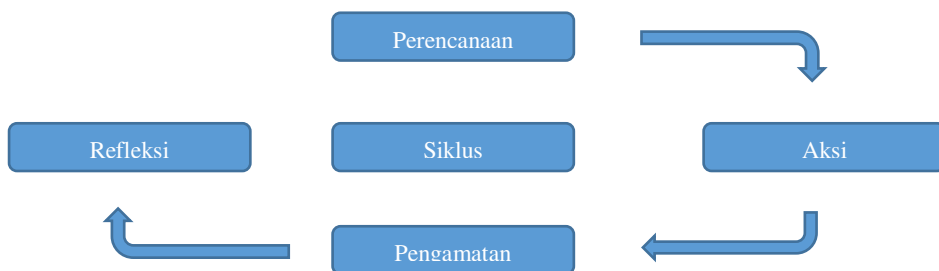 Perencanaan
Refleksi
Siklus
Aksi
Pengamatan